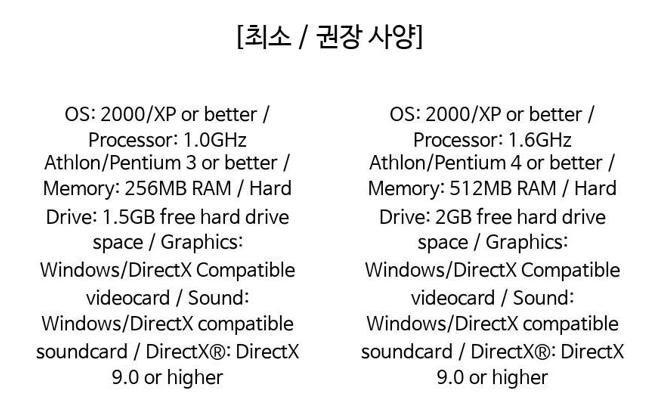 [최소 / 권장 사양]
OS: 2000/XP or better /
Processor: 1.0GHz
Athlon/Pentium 3 or better /
Memory: 256MB RAM / Hard
Drive: 1.5GB free hard drive
space / Graphics:
Windows/DirectX Compatible
videocard / Sound:
Windows/DirectX compatible
soundcard / DirectX®: DirectX
9.0 or higher
OS: 2000/XP or better /
Processor: 1.6GHz
Athlon/Pentium 4 or better /
Memory: 512MB RAM / Hard
Drive: 2GB free hard drive
space / Graphics:
Windows/DirectX Compatible
videocard / Sound:
Windows/DirectX compatible
soundcard / DirectX®: DirectX
9.0 or higher